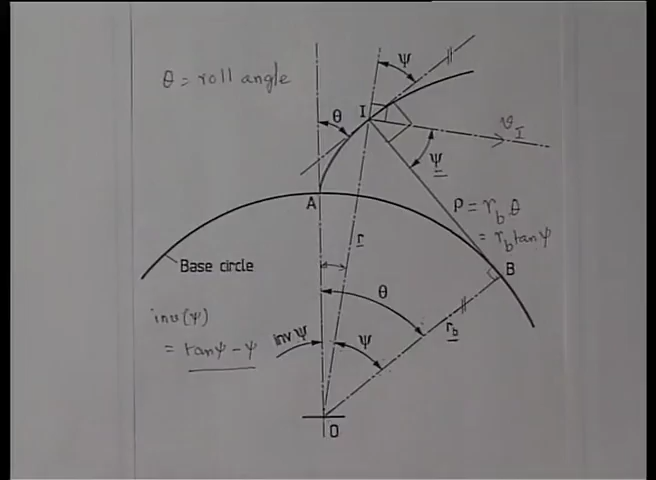 θ = roll angle
ψ
θ
I
v_I
ψ
A
ρ = r_b θ
= r_b tan ψ
r
Base circle
B
θ
inv(ψ)
= tanψ - ψ
inv ψ
ψ
r_b
O